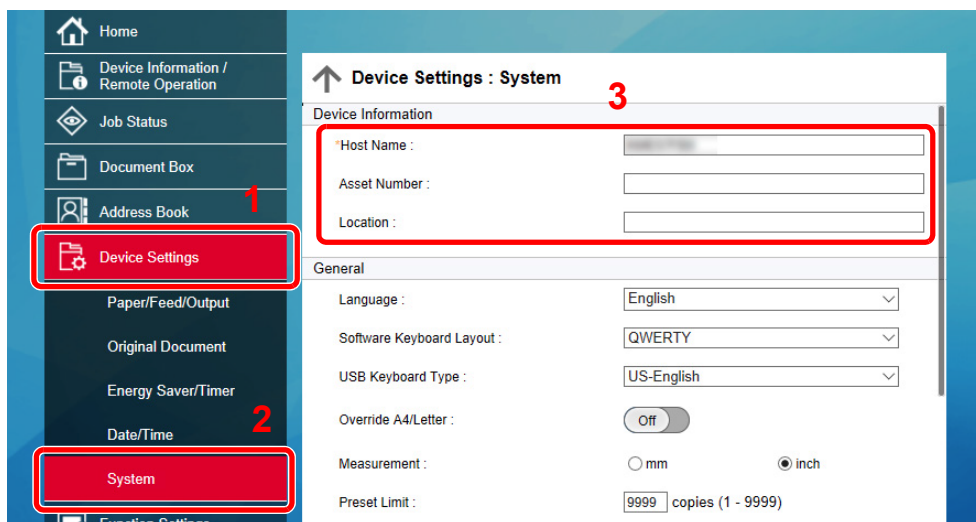 Home
Device Information /
Remote Operation
Job Status
Document Box
1
Address Book
Device Settings
Paper/Feed/Output
Original Document
Energy Saver/Timer
2
Date/Time
System
Function Settings
Device Settings : System
3
Device Information
*Host Name :
Asset Number :
Location :
General
Language : English
Software Keyboard Layout : QWERTY
USB Keyboard Type : US-English
Override A4/Letter : Off
Measurement : mm inch
Preset Limit : 9999 copies (1 - 9999)